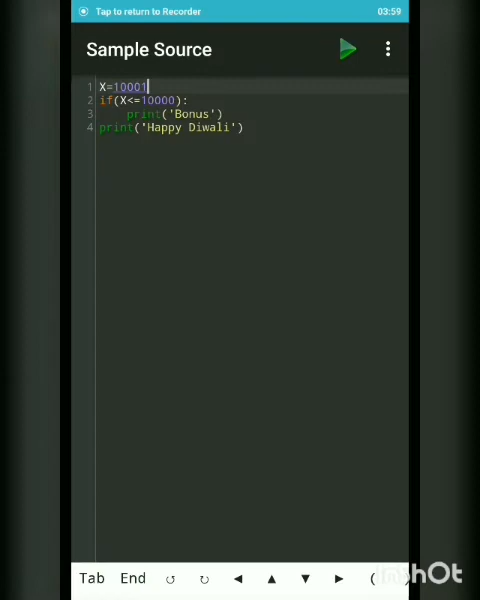 Tap to return to Recorder 03:59
Sample Source
1 X=10001
2 if(X<=10000):
3     print('Bonus')
4 print('Happy Diwali')
Tab End (
InShOt